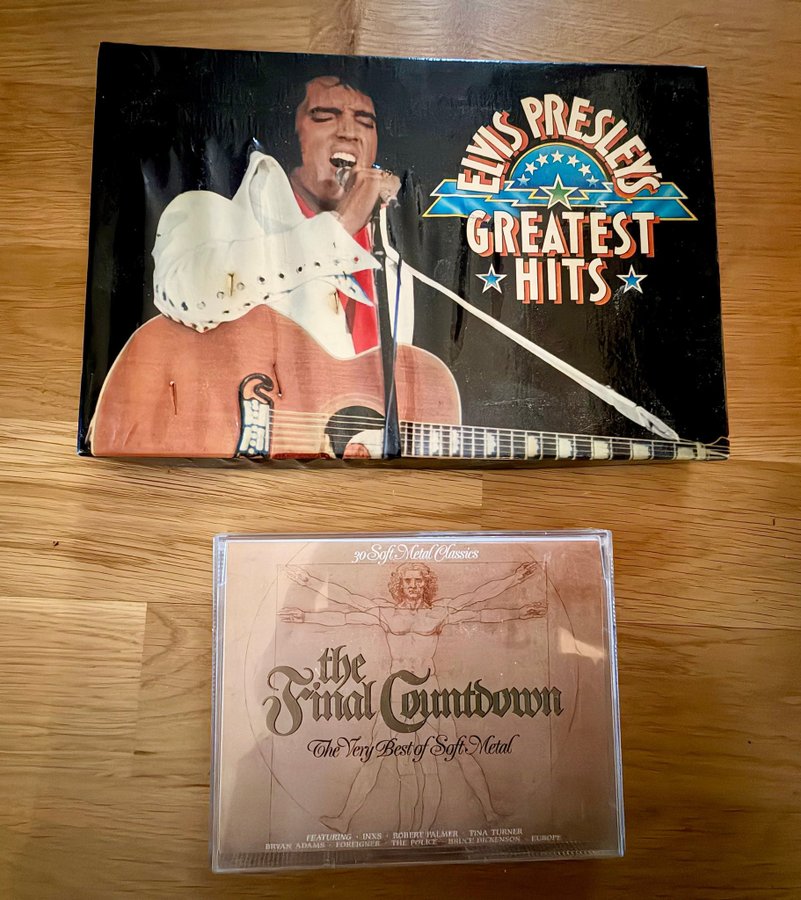 ELVIS PRESLEY'S
GREATEST
HITS
30 Soft Metal Classics
the
Final Countdown
The Very Best of Soft Metal
FEATURING · INXS · ROBERT PALMER · TINA TURNER
BRYAN ADAMS · FOREIGNER · THE POLICE · BRUCE DICKENSON · EUROPE